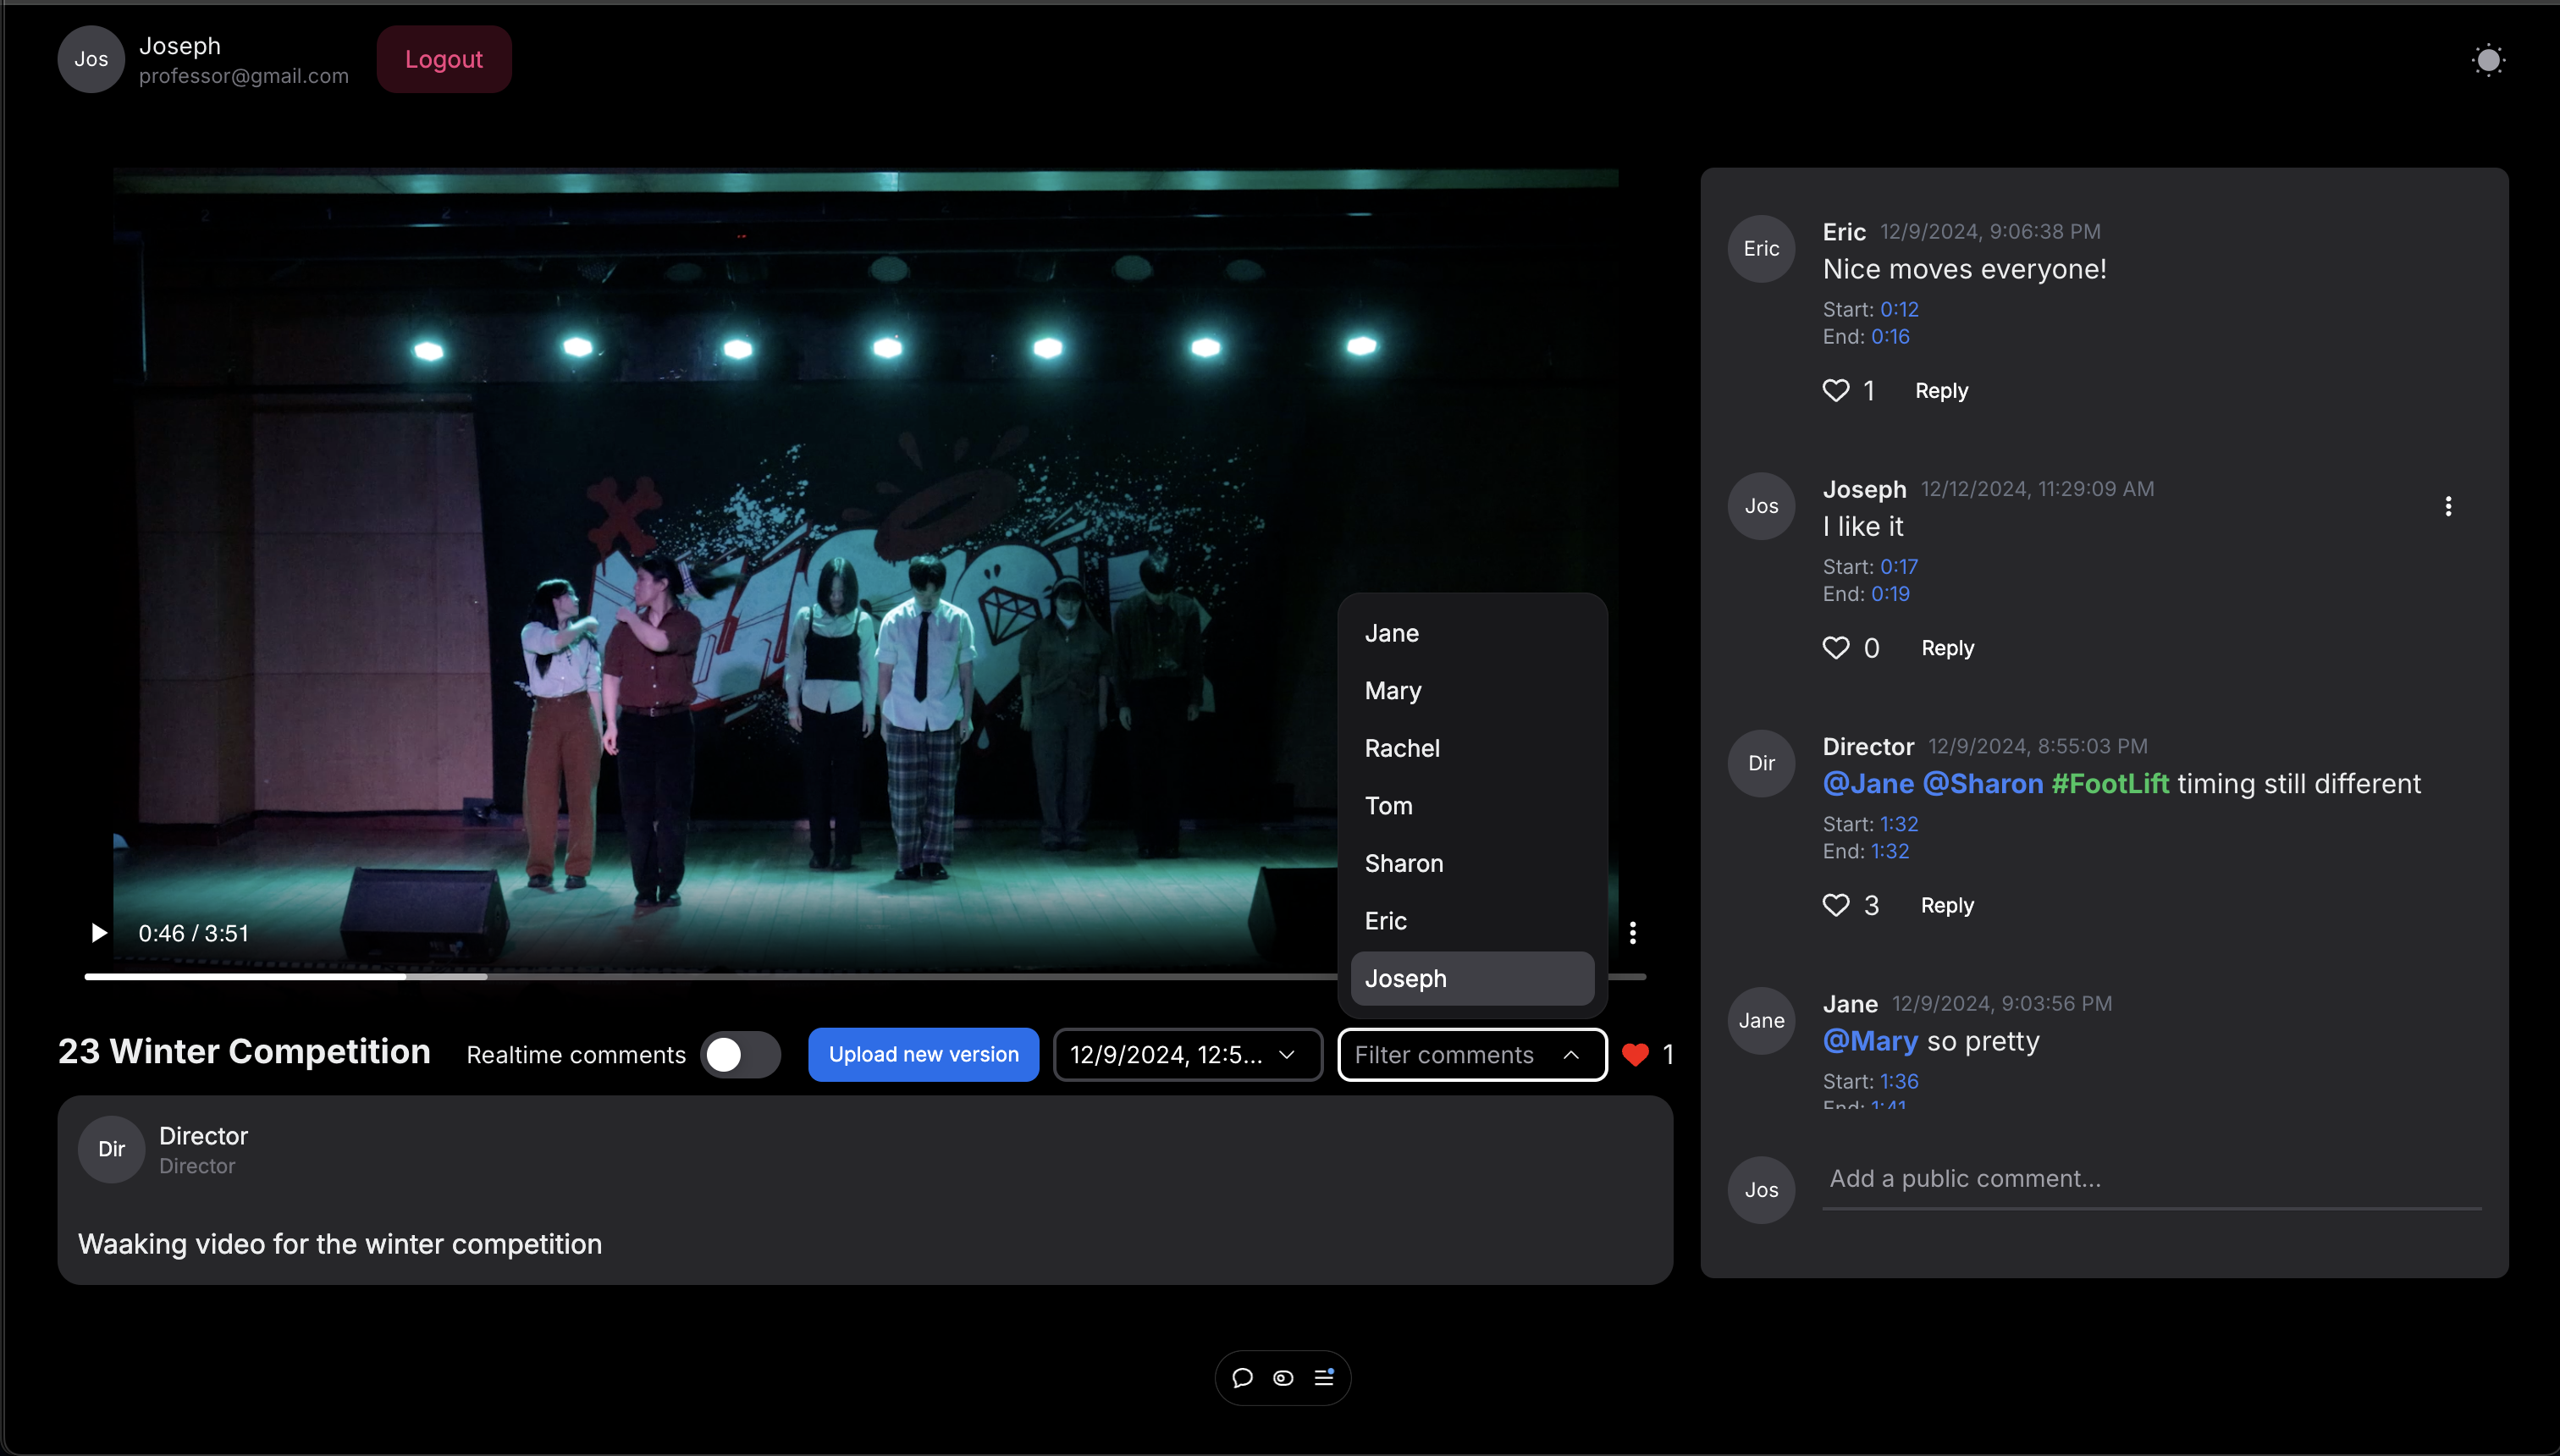 Jos
Joseph
professor@gmail.com
Logout
0:46 / 3:51
Jane
Mary
Rachel
Tom
Sharon
Eric
Joseph
23 Winter Competition
Realtime comments
Upload new version
12/9/2024, 12:5...
Filter comments
1
Dir
Director
Director
Waaking video for the winter competition
Eric
Eric 12/9/2024, 9:06:38 PM
Nice moves everyone!
Start: 0:12
End: 0:16
1 Reply
Jos
Joseph 12/12/2024, 11:29:09 AM
I like it
Start: 0:17
End: 0:19
0 Reply
Dir
Director 12/9/2024, 8:55:03 PM
@Jane @Sharon #FootLift timing still different
Start: 1:32
End: 1:32
3 Reply
Jane
Jane 12/9/2024, 9:03:56 PM
@Mary so pretty
Start: 1:36
End: 1:41
Jos
Add a public comment...